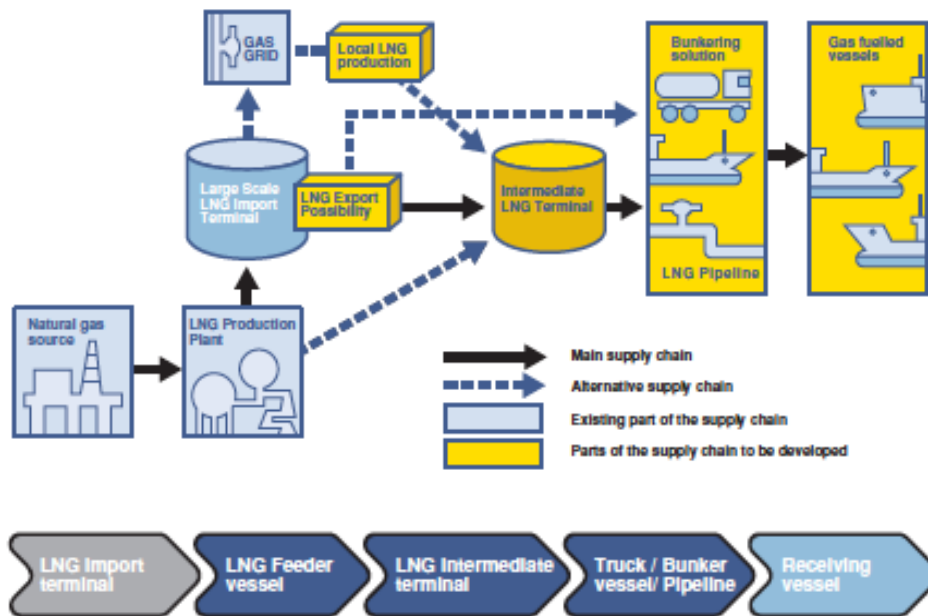 GAS
GRID
Local LNG
production
Bunkering
solution
Gas fuelled
vessels
Large Scale
LNG Import
Terminal
LNG Export
Possibility
Intermediate
LNG Terminal
LNG Pipeline
Natural gas
source
LNG Production
Plant
Main supply chain
Alternative supply chain
Existing part of the supply chain
Parts of the supply chain to be developed
LNG Import
terminal
LNG Feeder
vessel
LNG Intermediate
terminal
Truck / Bunker
vessel/ Pipeline
Receiving
vessel